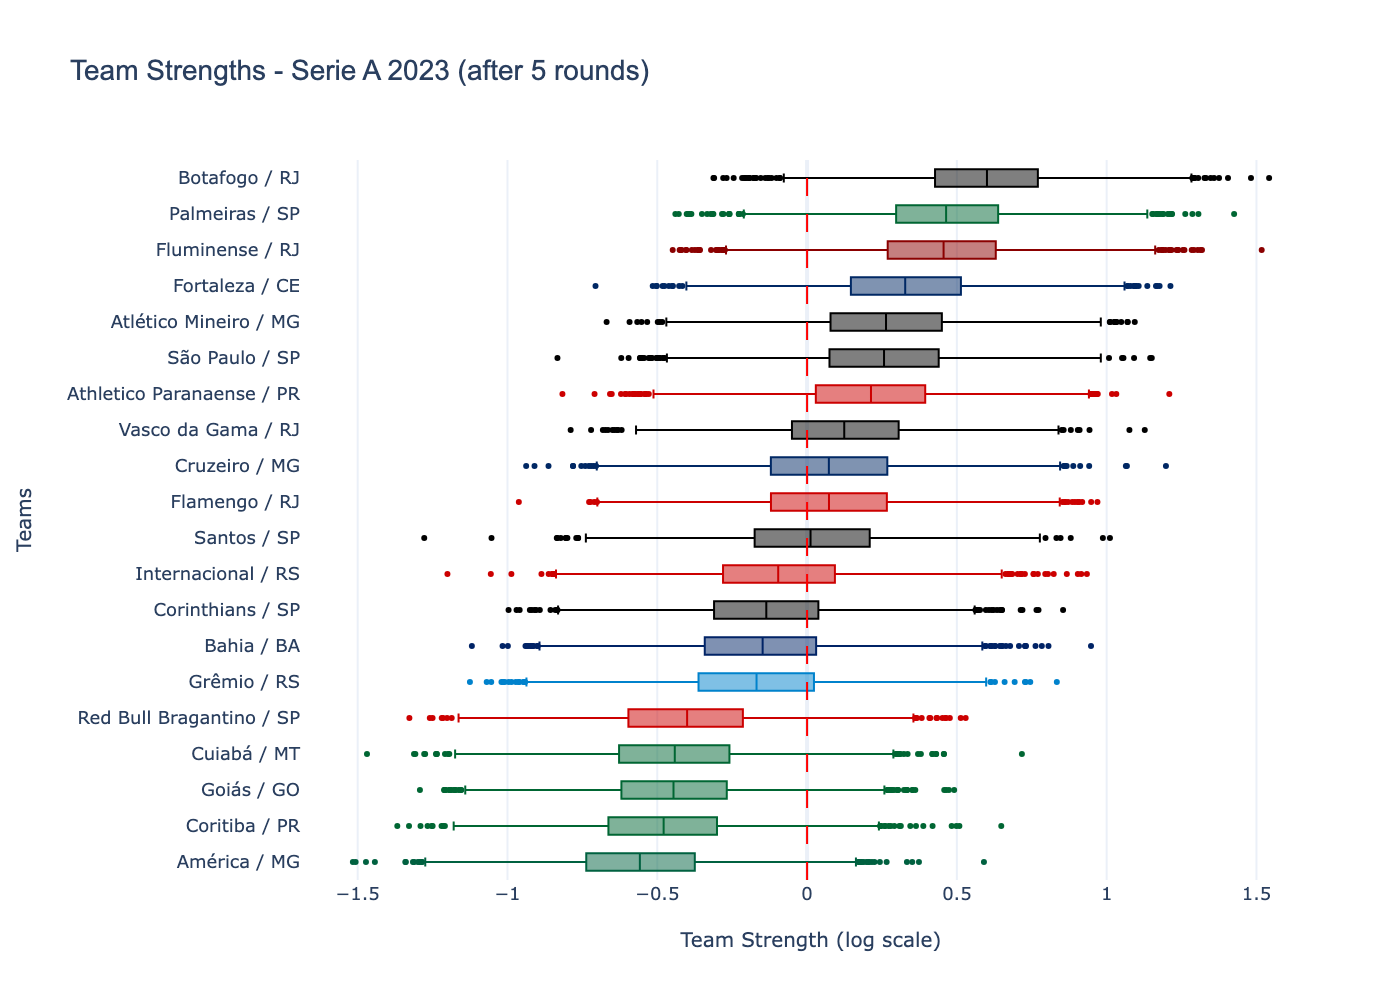 Team Strengths - Serie A 2023 (after 5 rounds)
Botafogo / RJ
Palmeiras / SP
Fluminense / RJ
Fortaleza / CE
Atlético Mineiro / MG
São Paulo / SP
Athletico Paranaense / PR
Vasco da Gama / RJ
Cruzeiro / MG
Flamengo / RJ
Santos / SP
Internacional / RS
Corinthians / SP
Bahia / BA
Grêmio / RS
Red Bull Bragantino / SP
Cuiabá / MT
Goiás / GO
Coritiba / PR
América / MG
Teams
−1.5 −1 −0.5 0 0.5 1 1.5
Team Strength (log scale)